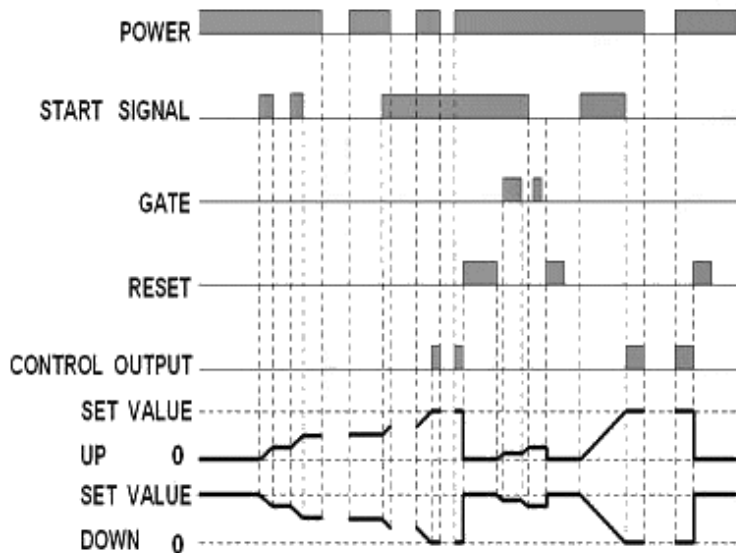 POWER
START SIGNAL
GATE
RESET
CONTROL OUTPUT
SET VALUE
UP 0
SET VALUE
DOWN 0